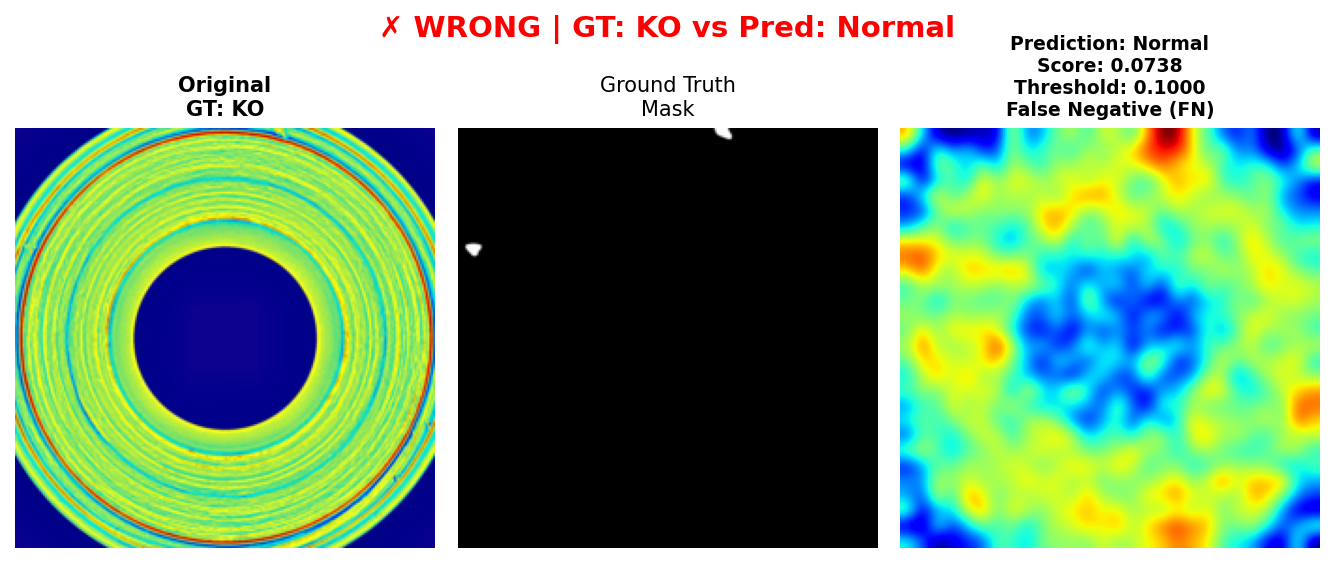 ✗ WRONG | GT: KO vs Pred: Normal
Original
GT: KO
Ground Truth
Mask
Prediction: Normal
Score: 0.0738
Threshold: 0.1000
False Negative (FN)